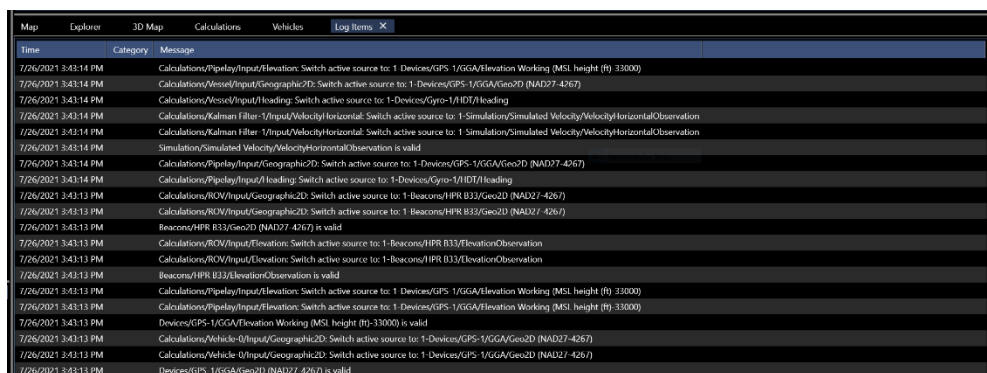 Map Explorer 3D Map Calculations Vehicles Log Items ✕
Time Category Message
7/26/2021 3:43:14 PM Calculations/Pipelay/Input/Elevation: Switch active source to: 1-Devices/GPS-1/GGA/Elevation Working (MSL height (ft)-33000)
7/26/2021 3:43:14 PM Calculations/Vessel/Input/Geographic2D: Switch active source to: 1-Devices/GPS-1/GGA/Geo2D (NAD27-4267)
7/26/2021 3:43:14 PM Calculations/Vessel/Input/Heading: Switch active source to: 1-Devices/Gyro-1/HDT/Heading
7/26/2021 3:43:14 PM Calculations/Kalman Filter-1/Input/VelocityHorizontal: Switch active source to: 1-Simulation/Simulated Velocity/VelocityHorizontalObservation
7/26/2021 3:43:14 PM Calculations/Kalman Filter-1/Input/VelocityHorizontal: Switch active source to: 1-Simulation/Simulated Velocity/VelocityHorizontalObservation
7/26/2021 3:43:14 PM Simulation/Simulated Velocity/VelocityHorizontalObservation is valid
7/26/2021 3:43:14 PM Calculations/Pipelay/Input/Geographic2D: Switch active source to: 1-Devices/GPS-1/GGA/Geo2D (NAD27-4267)
7/26/2021 3:43:14 PM Calculations/Pipelay/Input/Heading: Switch active source to: 1-Devices/Gyro-1/HDT/Heading
7/26/2021 3:43:13 PM Calculations/ROV/Input/Geographic2D: Switch active source to: 1-Beacons/HPR B33/Geo2D (NAD27-4267)
7/26/2021 3:43:13 PM Calculations/ROV/Input/Geographic2D: Switch active source to: 1-Beacons/HPR B33/Geo2D (NAD27-4267)
7/26/2021 3:43:13 PM Beacons/HPR B33/Geo2D (NAD27-4267) is valid
7/26/2021 3:43:13 PM Calculations/ROV/Input/Elevation: Switch active source to: 1-Beacons/HPR B33/ElevationObservation
7/26/2021 3:43:13 PM Calculations/ROV/Input/Elevation: Switch active source to: 1-Beacons/HPR B33/ElevationObservation
7/26/2021 3:43:13 PM Beacons/HPR B33/ElevationObservation is valid
7/26/2021 3:43:13 PM Calculations/Pipelay/Input/Elevation: Switch active source to: 1-Devices/GPS-1/GGA/Elevation Working (MSL height (ft)-33000)
7/26/2021 3:43:13 PM Calculations/Pipelay/Input/Elevation: Switch active source to: 1-Devices/GPS-1/GGA/Elevation Working (MSL height (ft)-33000)
7/26/2021 3:43:13 PM Devices/GPS-1/GGA/Elevation Working (MSL height (ft)-33000) is valid
7/26/2021 3:43:13 PM Calculations/Vehicle-0/Input/Geographic2D: Switch active source to: 1-Devices/GPS-1/GGA/Geo2D (NAD27-4267)
7/26/2021 3:43:13 PM Calculations/Vehicle-0/Input/Geographic2D: Switch active source to: 1-Devices/GPS-1/GGA/Geo2D (NAD27-4267)
7/26/2021 3:43:13 PM Devices/GPS-1/GGA/Geo2D (NAD27-4267) is valid